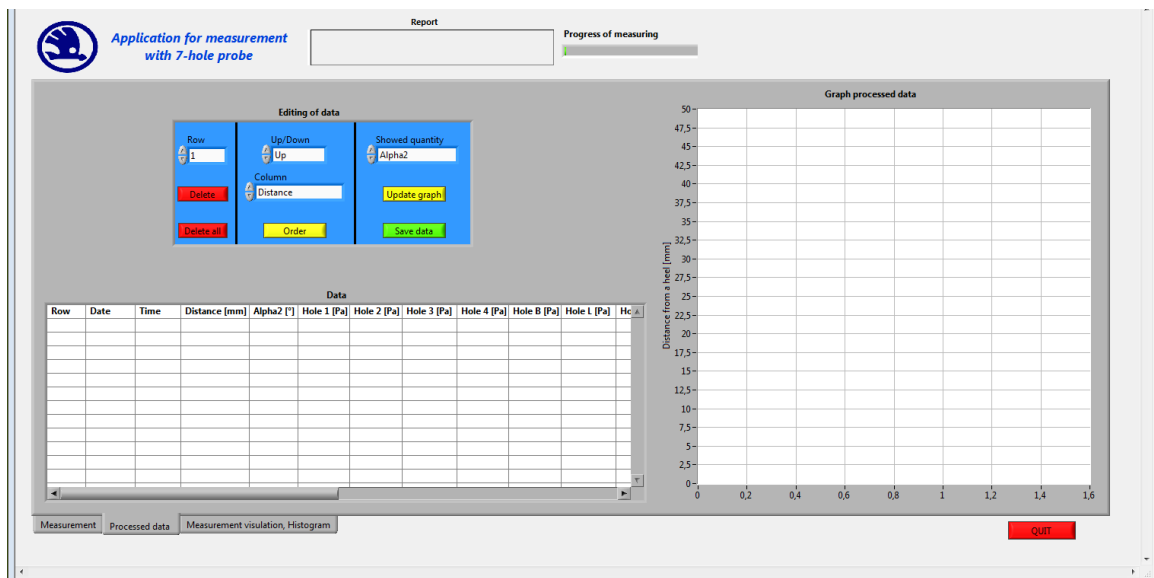 Report
Application for measurement
with 7-hole probe
Progress of measuring
Editing of data
Row
1
Delete
Delete all
Up/Down
Up
Column
Distance
Order
Showed quantity
Alpha2
Update graph
Save data
Data
Row Date Time Distance [mm] Alpha2 [°] Hole 1 [Pa] Hole 2 [Pa] Hole 3 [Pa] Hole 4 [Pa] Hole B [Pa] Hole L [Pa] Ho
Graph processed data
Distance from a heel [mm]
50
47,5
45
42,5
40
37,5
35
32,5
30
27,5
25
22,5
20
17,5
15
12,5
10
7,5
5
2,5
0
0 0,2 0,4 0,6 0,8 1 1,2 1,4 1,6
Measurement Processed data Measurement visulation, Histogram
QUIT